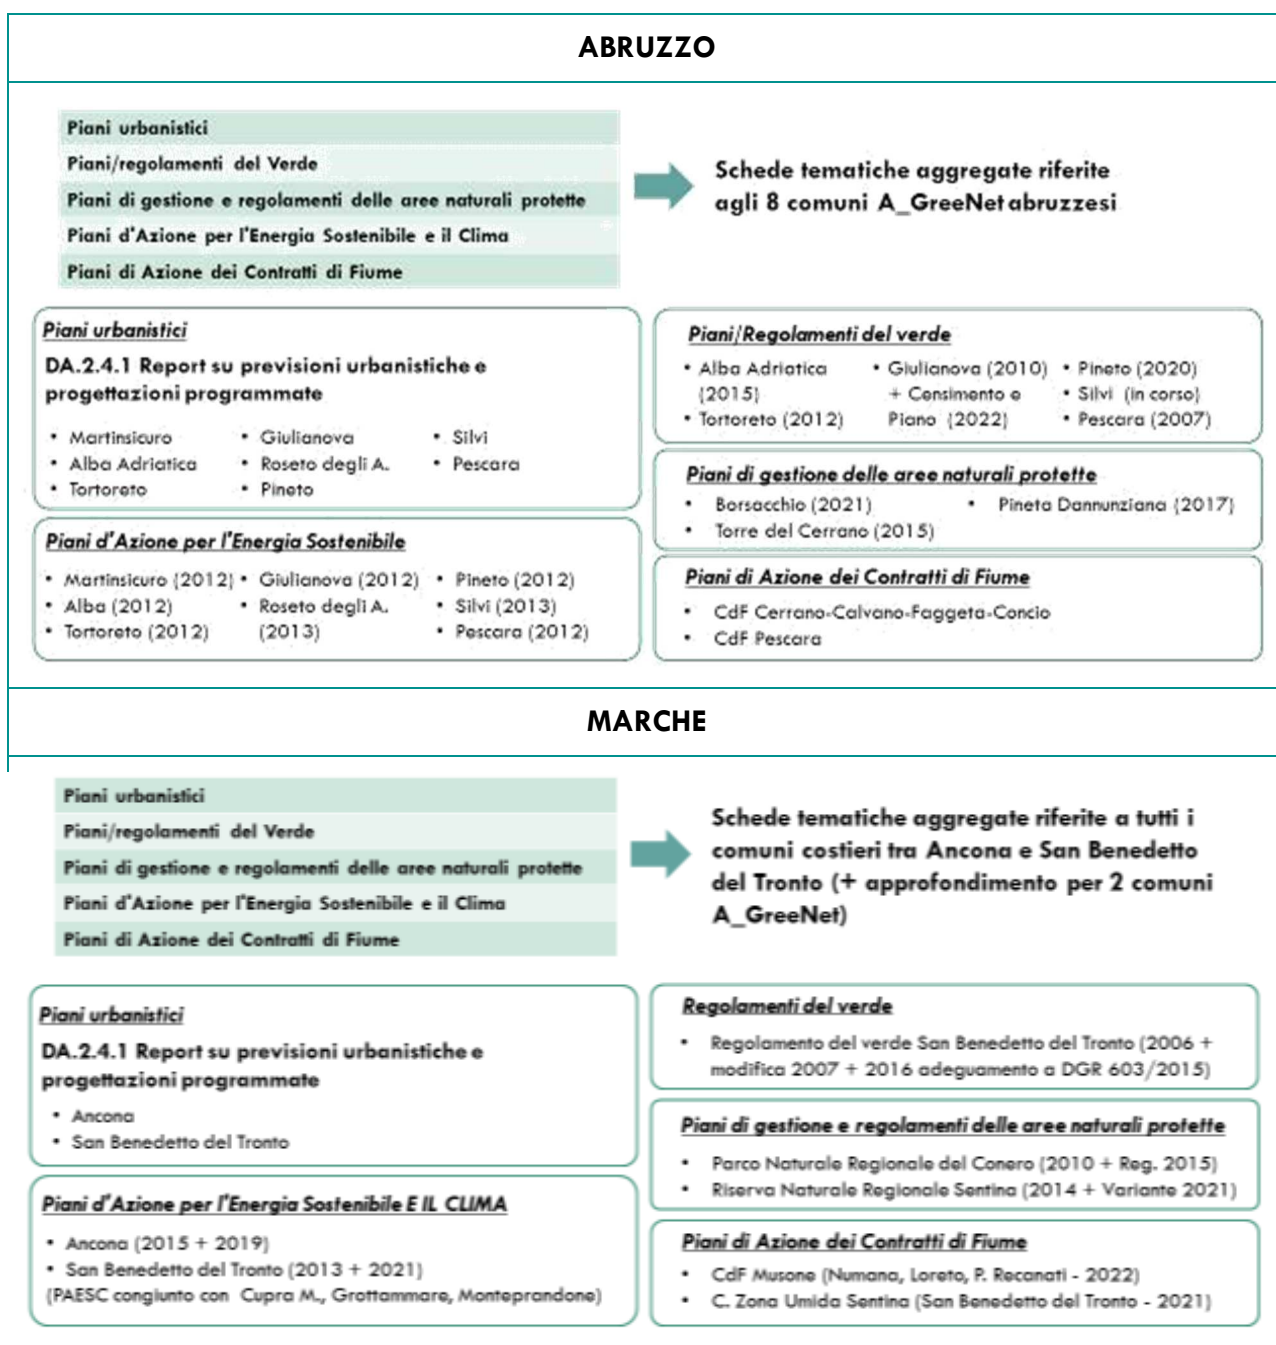 ABRUZZO
Piani urbanistici
Piani/regolamenti del Verde
Piani di gestione e regolamenti delle aree naturali protette
Piani d'Azione per l'Energia Sostenibile e il Clima
Piani di Azione dei Contratti di Fiume
Schede tematiche aggregate riferite
agli 8 comuni A_GreeNet abruzzesi
Piani urbanistici
DA.2.4.1 Report su previsioni urbanistiche e
progettazioni programmate
• Martinsicuro
• Alba Adriatica
• Tortoreto
• Giulianova
• Roseto degli A.
• Pineto
• Silvi
• Pescara
Piani d'Azione per l'Energia Sostenibile
• Martinsicuro (2012)
• Alba (2012)
• Tortoreto (2012)
• Giulianova (2012)
• Roseto degli A.
(2013)
• Pineto (2012)
• Silvi (2013)
• Pescara (2012)
Piani/Regolamenti del verde
• Alba Adriatica
(2015)
• Tortoreto (2012)
• Giulianova (2010)
+ Censimento e
Piano (2022)
• Pineto (2020)
• Silvi (in corso)
• Pescara (2007)
Piani di gestione delle aree naturali protette
• Borsacchio (2021)
• Torre del Cerrano (2015)
• Pineta Dannunziana (2017)
Piani di Azione dei Contratti di Fiume
• CdF Cerrano-Calvano-Faggeta-Concio
• CdF Pescara
MARCHE
Piani urbanistici
Piani/regolamenti del Verde
Piani di gestione e regolamenti delle aree naturali protette
Piani d'Azione per l'Energia Sostenibile e il Clima
Piani di Azione dei Contratti di Fiume
Schede tematiche aggregate riferite a tutti i
comuni costieri tra Ancona e San Benedetto
del Tronto (+ approfondimento per 2 comuni
A_GreeNet)
Piani urbanistici
DA.2.4.1 Report su previsioni urbanistiche e
progettazioni programmate
• Ancona
• San Benedetto del Tronto
Piani d'Azione per l'Energia Sostenibile E IL CLIMA
• Ancona (2015 + 2019)
• San Benedetto del Tronto (2013 + 2021)
(PAESC congiunto con Cupra M., Grottammare, Monteprandone)
Regolamenti del verde
• Regolamento del verde San Benedetto del Tronto (2006 +
modifica 2007 + 2016 adeguamento a DGR 603/2015)
Piani di gestione e regolamenti delle aree naturali protette
• Parco Naturale Regionale del Conero (2010 + Reg. 2015)
• Riserva Naturale Regionale Sentina (2014 + Variante 2021)
Piani di Azione dei Contratti di Fiume
• CdF Musone (Numana, Loreto, P. Recanati - 2022)
• C. Zona Umida Sentina (San Benedetto del Tronto - 2021)